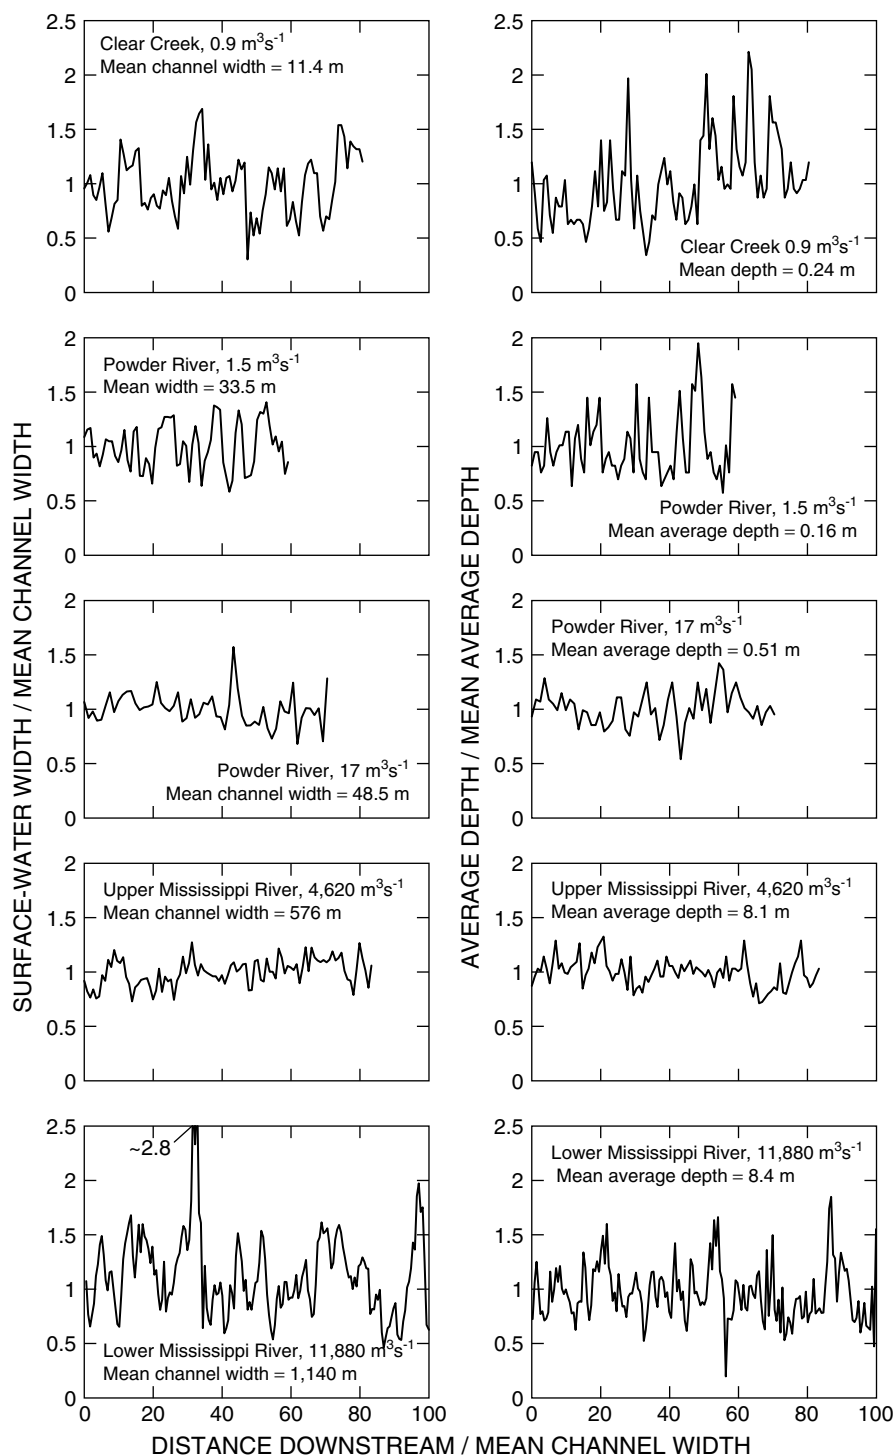 SURFACE-WATER WIDTH / MEAN CHANNEL WIDTH
2.5
2
1.5
1
0.5
0
Clear Creek, 0.9 m³s⁻¹
Mean channel width = 11.4 m
2
1.5
1
0.5
0
Powder River, 1.5 m³s⁻¹
Mean width = 33.5 m
2
1.5
1
0.5
0
Powder River, 17 m³s⁻¹
Mean channel width = 48.5 m
2
1.5
1
0.5
0
Upper Mississippi River, 4,620 m³s⁻¹
Mean channel width = 576 m
2.5
2
1.5
1
0.5
0
~2.8
Lower Mississippi River, 11,880 m³s⁻¹
Mean channel width = 1,140 m
0 20 40 60 80 100
AVERAGE DEPTH / MEAN AVERAGE DEPTH
2.5
2
1.5
1
0.5
0
Clear Creek 0.9 m³s⁻¹
Mean depth = 0.24 m
2
1.5
1
0.5
0
Powder River, 1.5 m³s⁻¹
Mean average depth = 0.16 m
2
1.5
1
0.5
0
Powder River, 17 m³s⁻¹
Mean average depth = 0.51 m
2
1.5
1
0.5
0
Upper Mississippi River, 4,620 m³s⁻¹
Mean average depth = 8.1 m
2.5
2
1.5
1
0.5
0
Lower Mississippi River, 11,880 m³s⁻¹
Mean average depth = 8.4 m
0 20 40 60 80 100
DISTANCE DOWNSTREAM / MEAN CHANNEL WIDTH